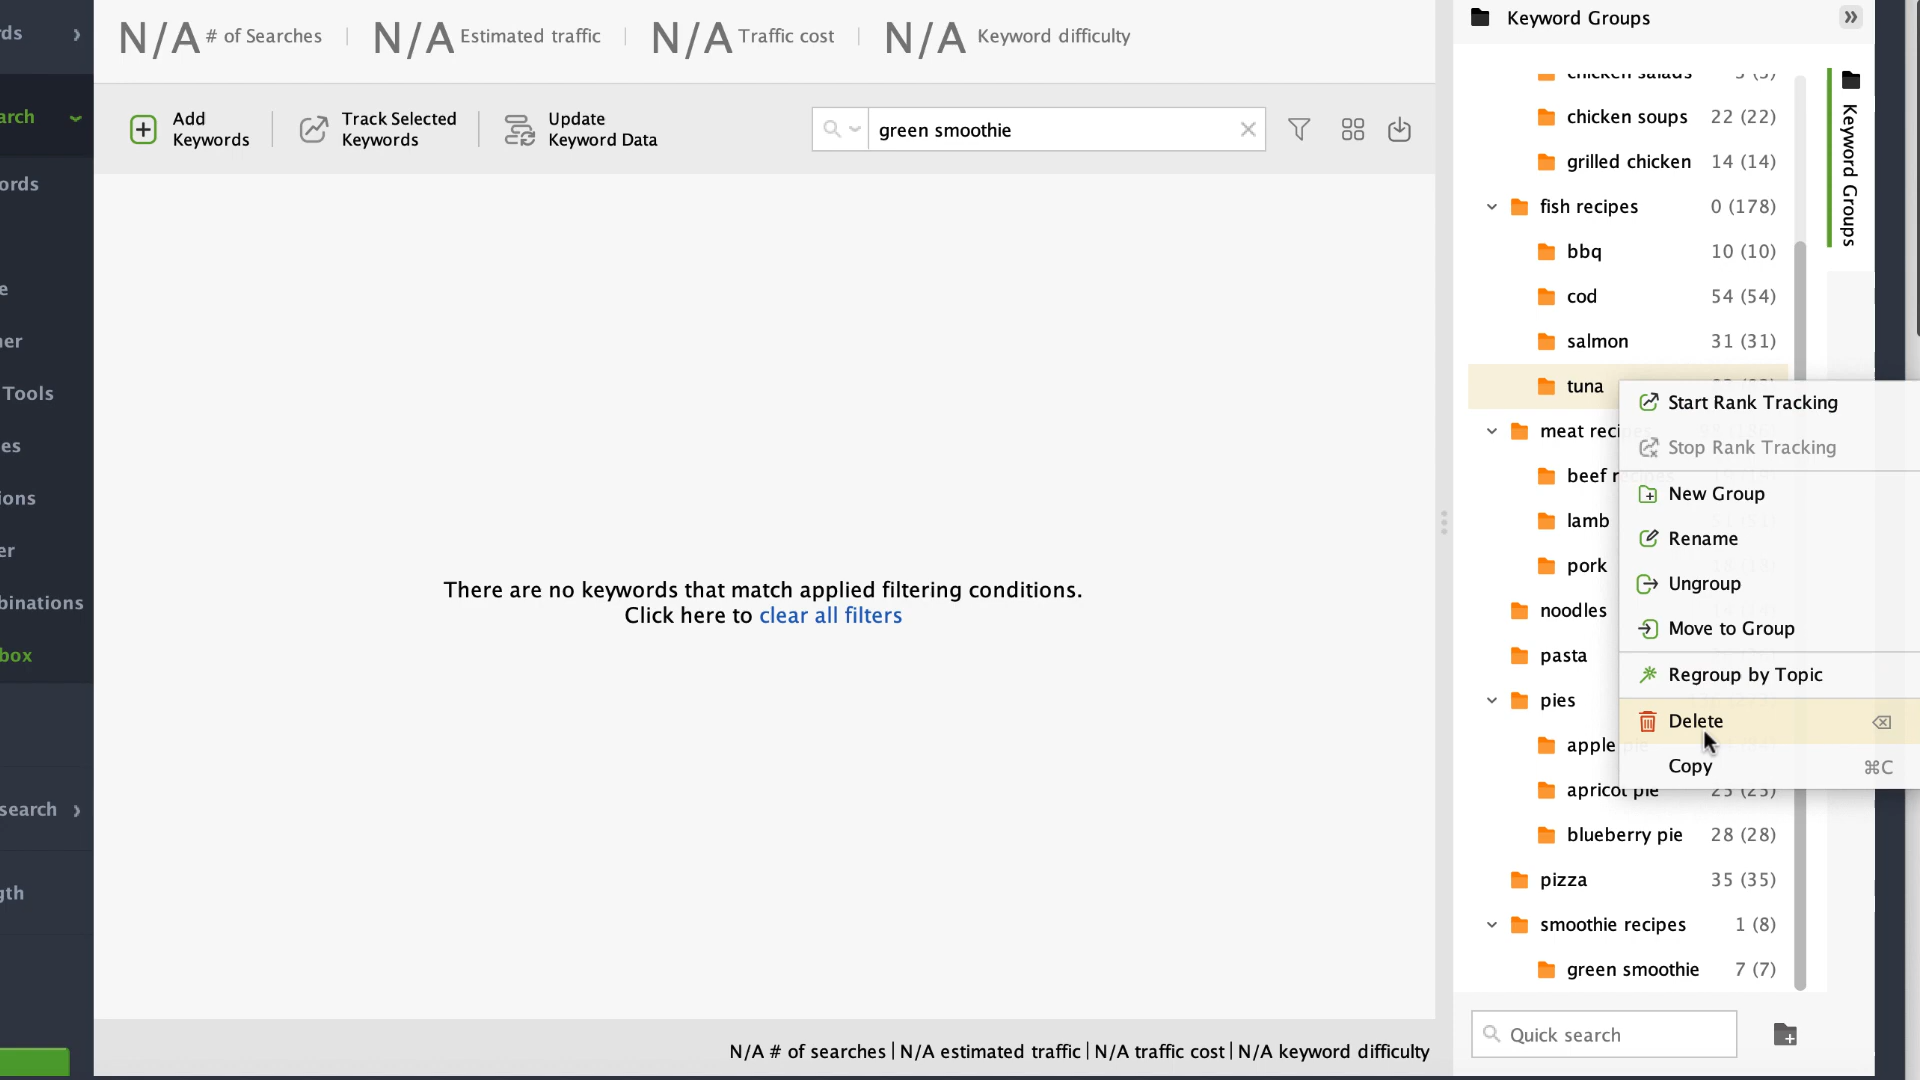 ds
N/A # of Searches | N/A Estimated traffic | N/A Traffic cost | N/A Keyword difficulty
Keyword Groups
arch
ords
e
er
Tools
es
ions
er
binations
box
search
gth
Add
Keywords
Track Selected
Keywords
Update
Keyword Data
green smoothie
There are no keywords that match applied filtering conditions.
Click here to clear all filters
chicken salads
chicken soups 22 (22)
grilled chicken 14 (14)
fish recipes 0 (178)
bbq 10 (10)
cod 54 (54)
salmon 31 (31)
tuna
meat reci
beef r
lamb
pork
noodles
pasta
pies
apple pie
apricot pie 25 (25)
blueberry pie 28 (28)
pizza 35 (35)
smoothie recipes 1 (8)
green smoothie 7 (7)
Start Rank Tracking
Stop Rank Tracking
New Group
Rename
Ungroup
Move to Group
Regroup by Topic
Delete
Copy ⌘C
Keyword Groups
Quick search
N/A # of searches | N/A estimated traffic | N/A traffic cost | N/A keyword difficulty